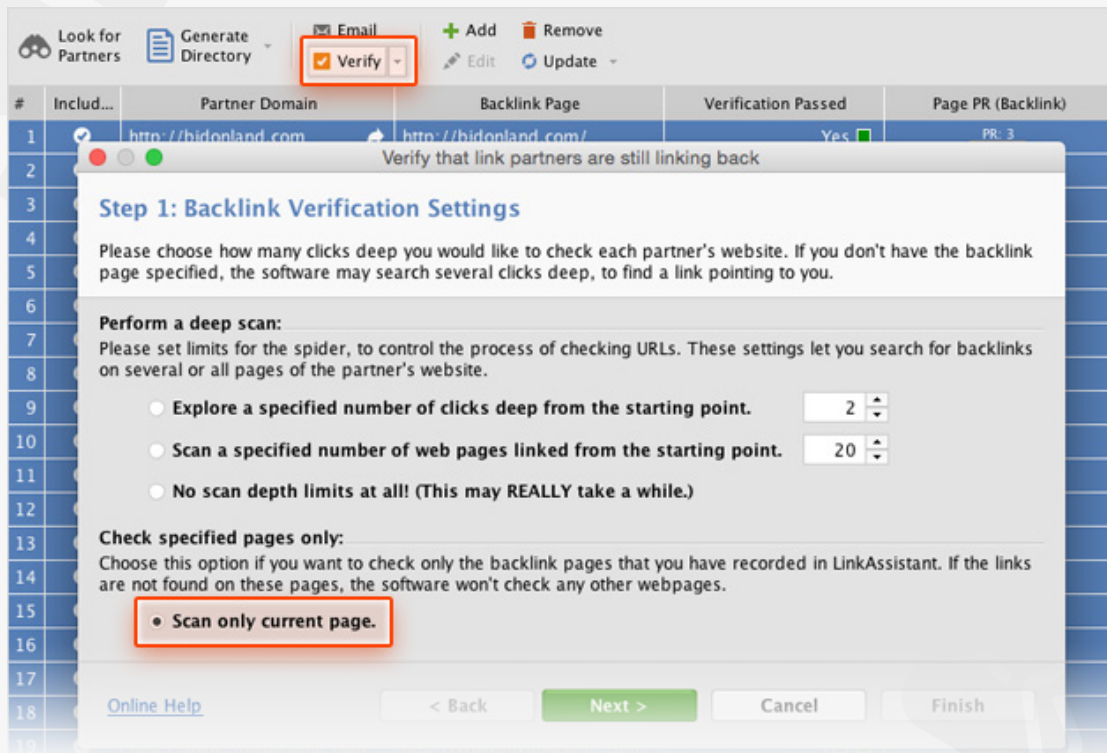 Look for
Partners
Generate
Directory
Email
Verify
Add
Edit
Remove
Update
# Includ... Partner Domain Backlink Page Verification Passed Page PR (Backlink)
1 http://bidonland.com http://bidonland.com/ Yes PR: 3
Verify that link partners are still linking back
2
3
4
5
6
7
8
9
10
11
12
13
14
15
16
17
18
19
Step 1: Backlink Verification Settings
Please choose how many clicks deep you would like to check each partner's website. If you don't have the backlink
page specified, the software may search several clicks deep, to find a link pointing to you.
Perform a deep scan:
Please set limits for the spider, to control the process of checking URLs. These settings let you search for backlinks
on several or all pages of the partner's website.
Explore a specified number of clicks deep from the starting point. 2
Scan a specified number of web pages linked from the starting point. 20
No scan depth limits at all! (This may REALLY take a while.)
Check specified pages only:
Choose this option if you want to check only the backlink pages that you have recorded in LinkAssistant. If the links
are not found on these pages, the software won't check any other webpages.
Scan only current page.
Online Help < Back Next > Cancel Finish